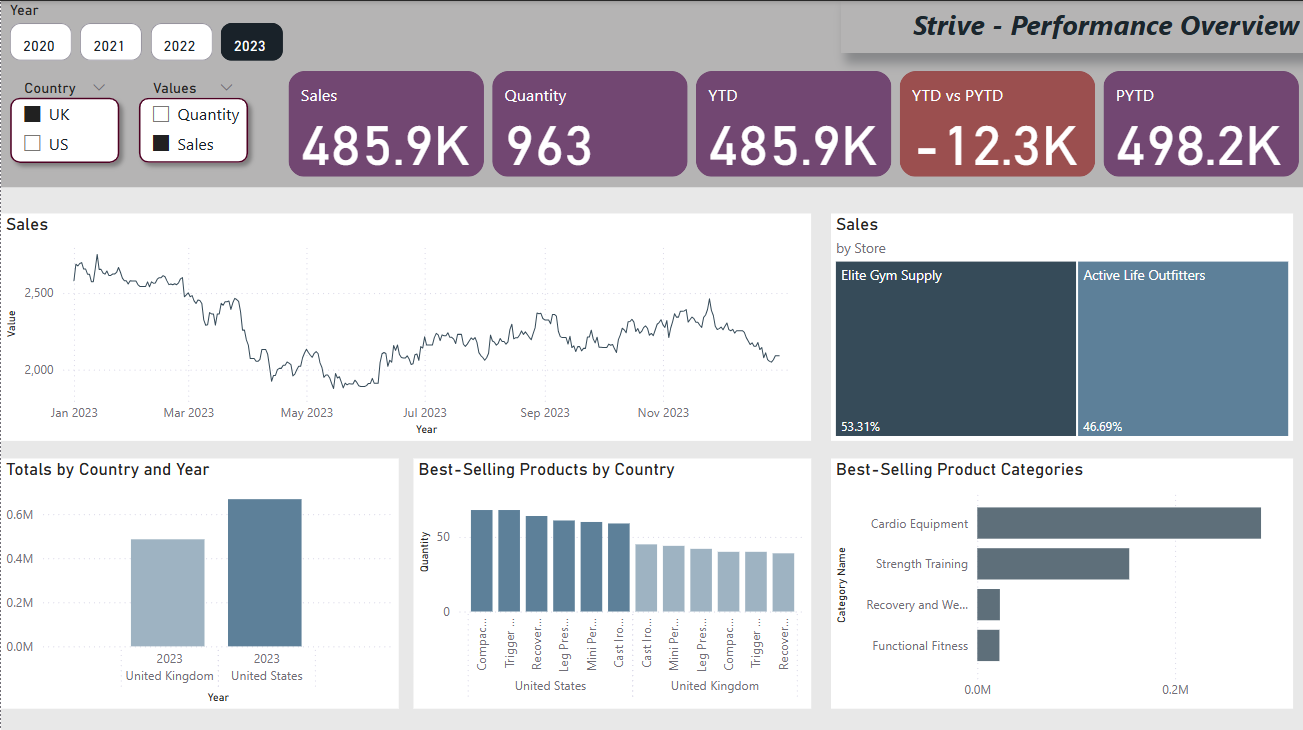 Year
Strive - Performance Overview
2020
2021
2022
2023
Country
UK
US
Values
Quantity
Sales
Sales
485.9K
Quantity
963
YTD
485.9K
YTD vs PYTD
-12.3K
PYTD
498.2K
Sales
Value
2,500
2,000
Jan 2023
Mar 2023
May 2023
Jul 2023
Sep 2023
Nov 2023
Year
Sales
by Store
Elite Gym Supply
53.31%
Active Life Outfitters
46.69%
Totals by Country and Year
0.6M
0.4M
0.2M
0.0M
2023
United Kingdom
2023
United States
Year
Best-Selling Products by Country
Quantity
50
0
Compac...
Trigger ...
Recover...
Leg Pres...
Mini Per...
Cast Iro...
Cast Iro...
Mini Per...
Leg Pres...
Compac...
Trigger ...
Recover...
United States
United Kingdom
Best-Selling Product Categories
Category Name
Cardio Equipment
Strength Training
Recovery and We...
Functional Fitness
0.0M
0.2M